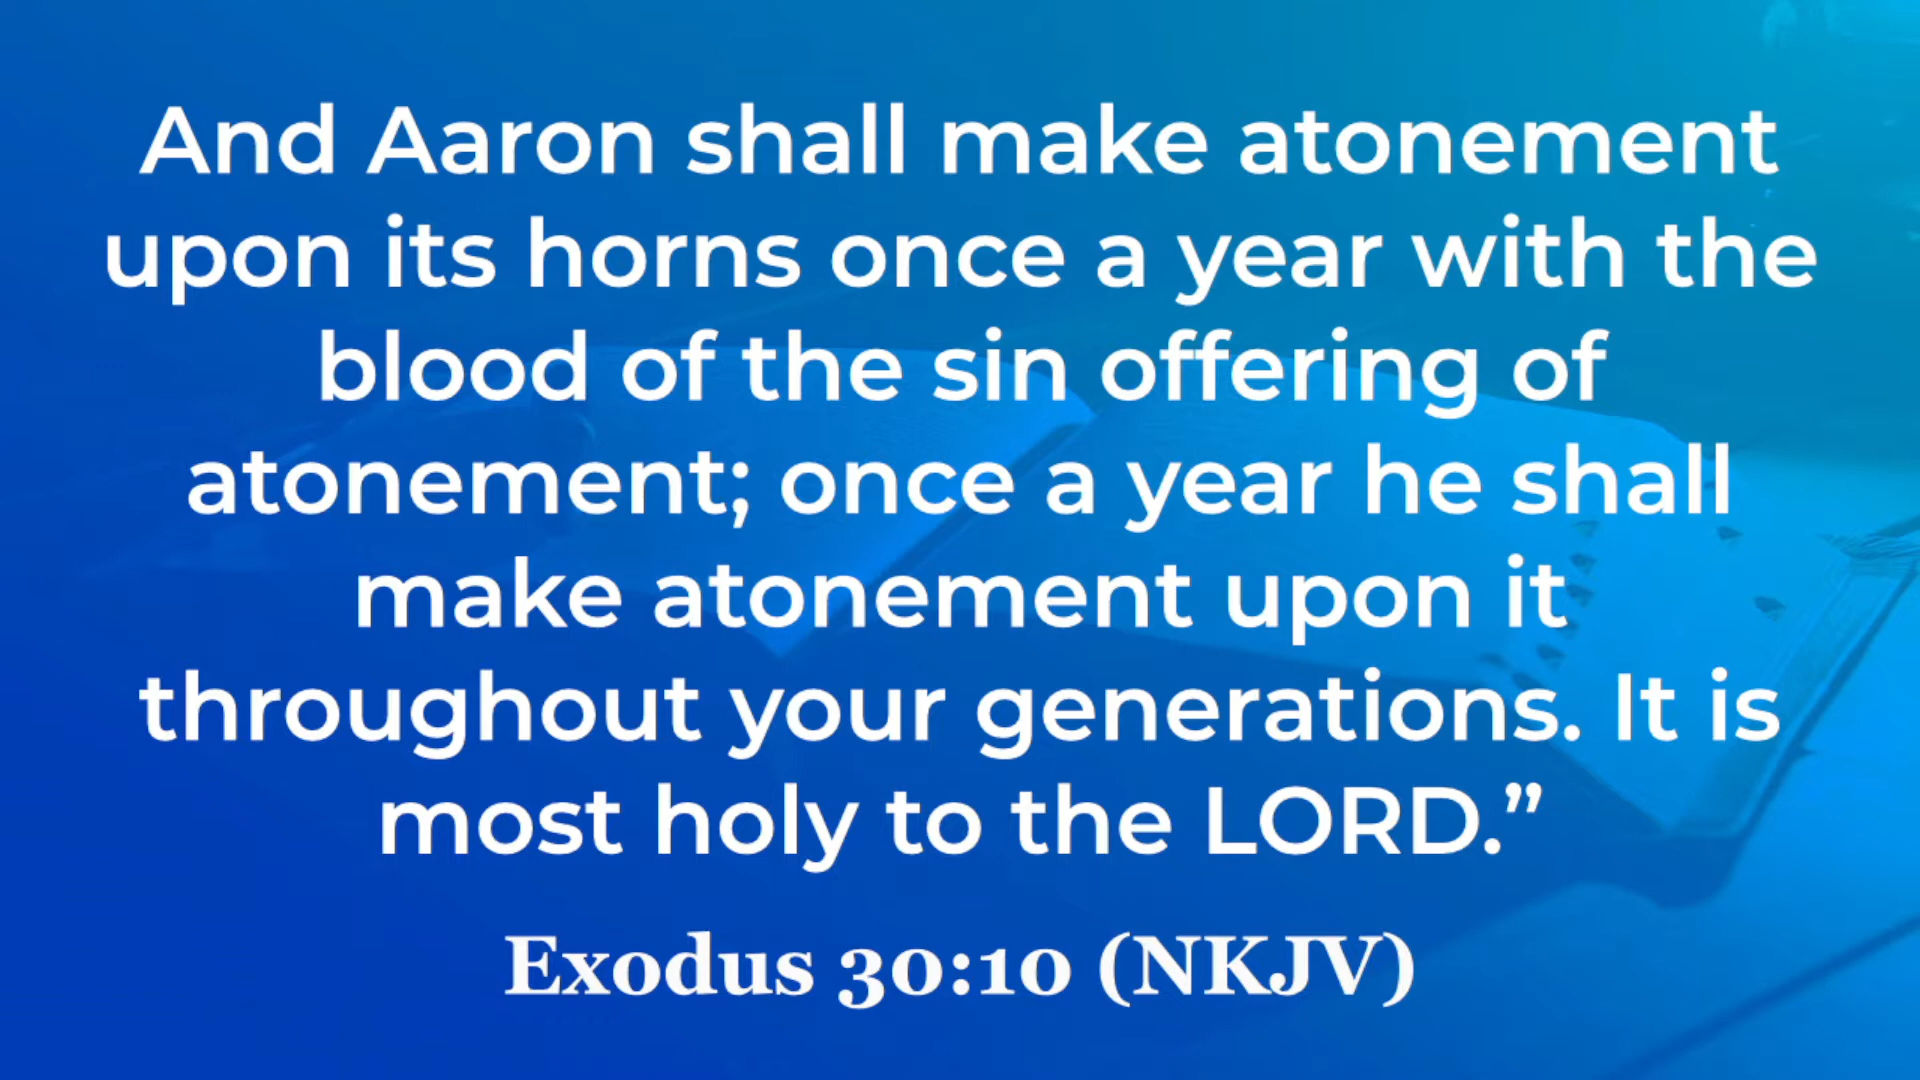 And Aaron shall make atonement
upon its horns once a year with the
blood of the sin offering of
atonement; once a year he shall
make atonement upon it
throughout your generations. It is
most holy to the LORD.”
Exodus 30:10 (NKJV)